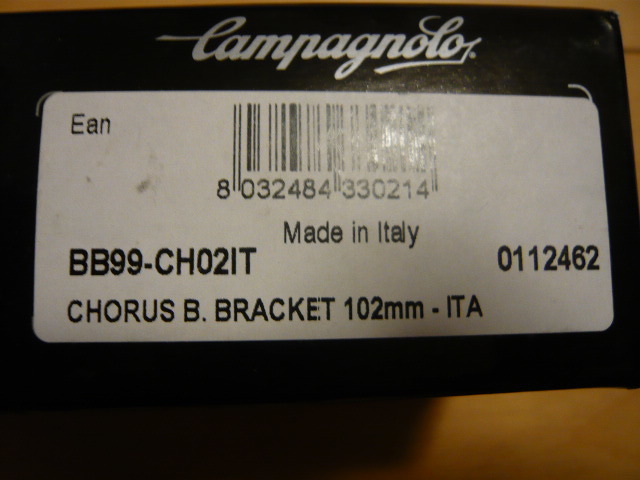 Campagnolo
Ean
8 032484 330214
Made in Italy
BB99-CH02IT 0112462
CHORUS B. BRACKET 102mm - ITA